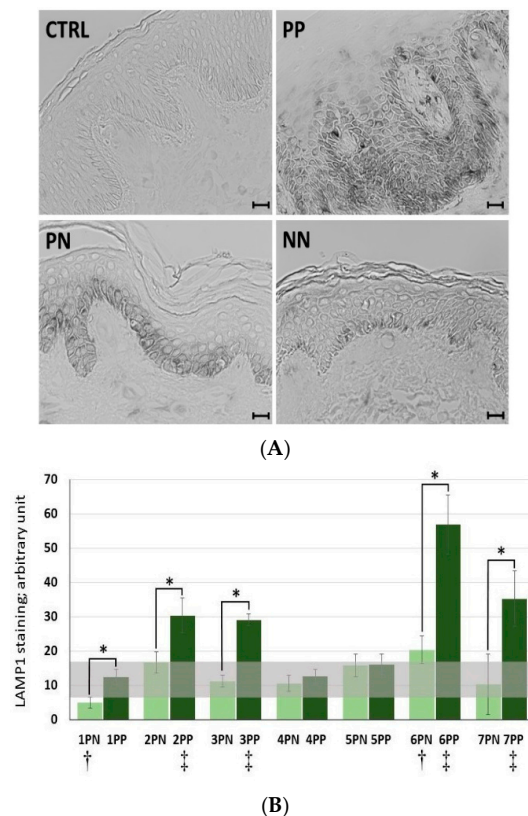 CTRL
PP
PN
NN
(A)
LAMP1 staining; arbitrary unit
70
60
50
40
30
20
10
0
*
*
*
*
*
1PN 1PP 2PN 2PP 3PN 3PP 4PN 4PP 5PN 5PP 6PN 6PP 7PN 7PP
† ‡ ‡ † ‡ ‡
(B)